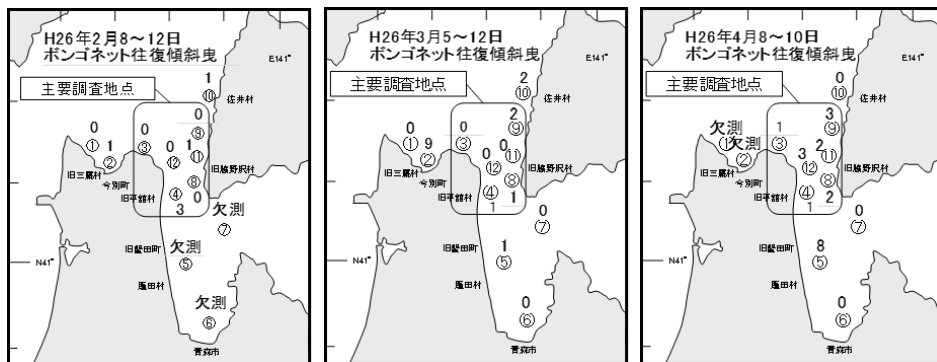 H26年2月8～12日
ボンゴネット往復傾斜曳
E141°
主要調査地点
1
⑩
佐井村
0
⑨
0
①
1
②
0
③
0
⑫
1
⑪
旧三厩村
今別町
旧脇野沢村
⑧
0
④
3
旧平舘村
欠測
⑦
旧蟹田町
欠測
⑤
N41°
蓬田村
欠測
⑥
青森市
H26年3月5～12日
ボンゴネット往復傾斜曳
E141°
主要調査地点
2
⑩
佐井村
2
⑨
0
①
9
②
0
③
0
⑫
0
⑪
旧三厩村
今別町
旧脇野沢村
⑧
1
④
1
旧平舘村
0
⑦
旧蟹田町
1
⑤
N41°
蓬田村
0
⑥
青森市
H26年4月8～10日
ボンゴネット往復傾斜曳
E141°
主要調査地点
0
⑩
佐井村
3
⑨
欠測
①
欠測
②
1
③
3
⑫
2
⑪
旧三厩村
今別町
旧脇野沢村
⑧
2
④
1
旧平舘村
0
⑦
旧蟹田町
8
⑤
N41°
蓬田村
0
⑥
青森市